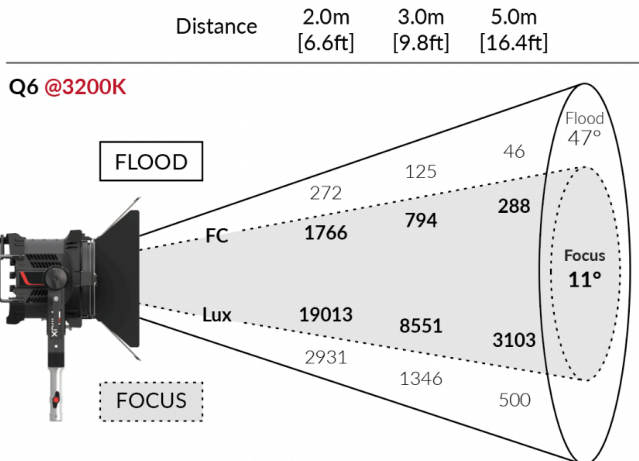 Distance 2.0m 3.0m 5.0m
[6.6ft] [9.8ft] [16.4ft]
Q6 @3200K
Flood
47°
FLOOD
46
125
272
288
794
1766
FC
Focus
11°
Lux
19013
8551
3103
2931
1346
500
FOCUS